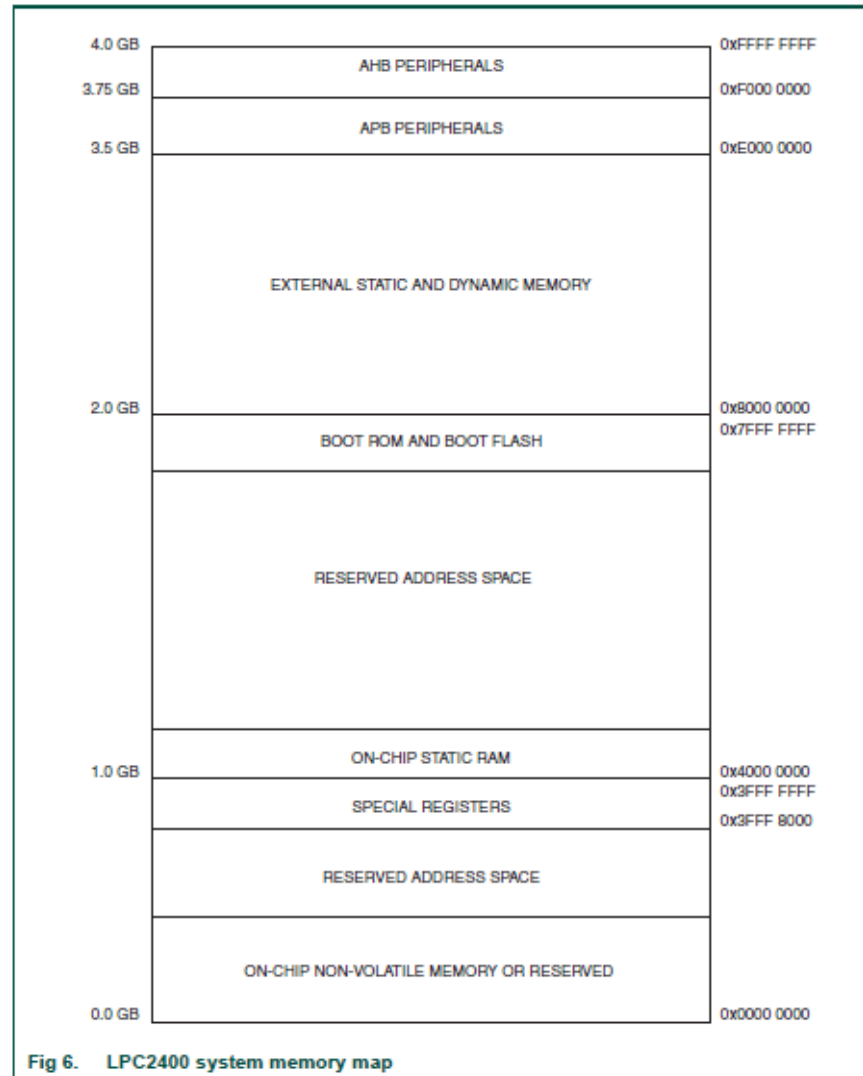 4.0 GB 0xFFFF FFFF
AHB PERIPHERALS
3.75 GB 0xF000 0000
APB PERIPHERALS
3.5 GB 0xE000 0000
EXTERNAL STATIC AND DYNAMIC MEMORY
2.0 GB 0x8000 0000
0x7FFF FFFF
BOOT ROM AND BOOT FLASH
RESERVED ADDRESS SPACE
ON-CHIP STATIC RAM
1.0 GB 0x4000 0000
0x3FFF FFFF
SPECIAL REGISTERS
0x3FFF 8000
RESERVED ADDRESS SPACE
ON-CHIP NON-VOLATILE MEMORY OR RESERVED
0.0 GB 0x0000 0000
Fig 6. LPC2400 system memory map